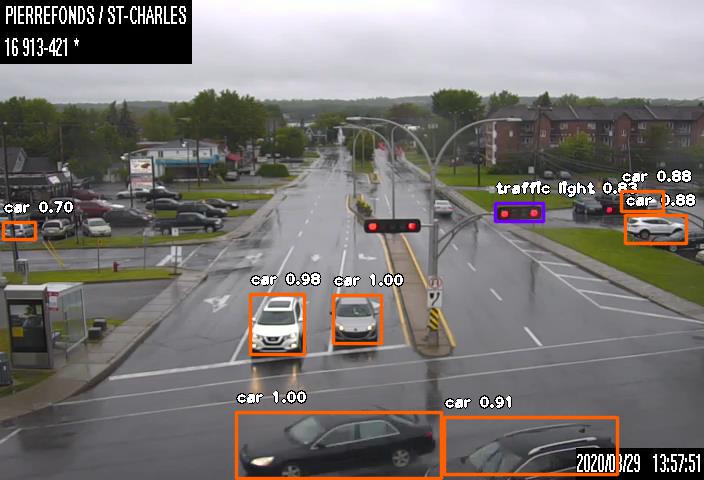 PIERREFONDS / ST-CHARLES
16 913-421 *
car 0.88
traffic light 0.83
car 0.88
car 0.70
car 0.98
car 1.00
car 1.00
car 0.91
2020/08/29 13:57:51